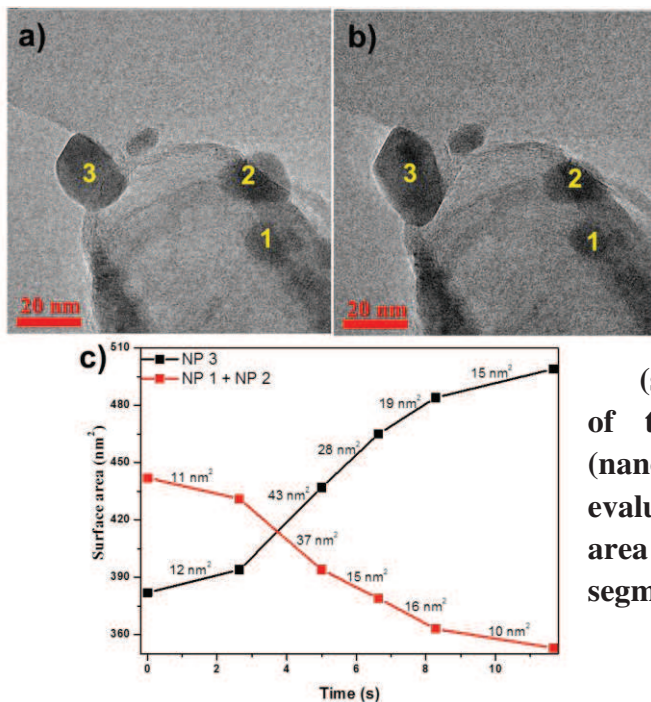 a)
3
2
1
20 nm
b)
3
2
1
20 nm
c)
NP 3
NP 1 + NP 2
510
480
450
420
390
360
Surface area (nm²)
11 nm²
12 nm²
43 nm²
37 nm²
28 nm²
15 nm²
19 nm²
16 nm²
15 nm²
10 nm²
0
2
4
6
8
10
Time (s)
of
(nan
evalu
area
segm